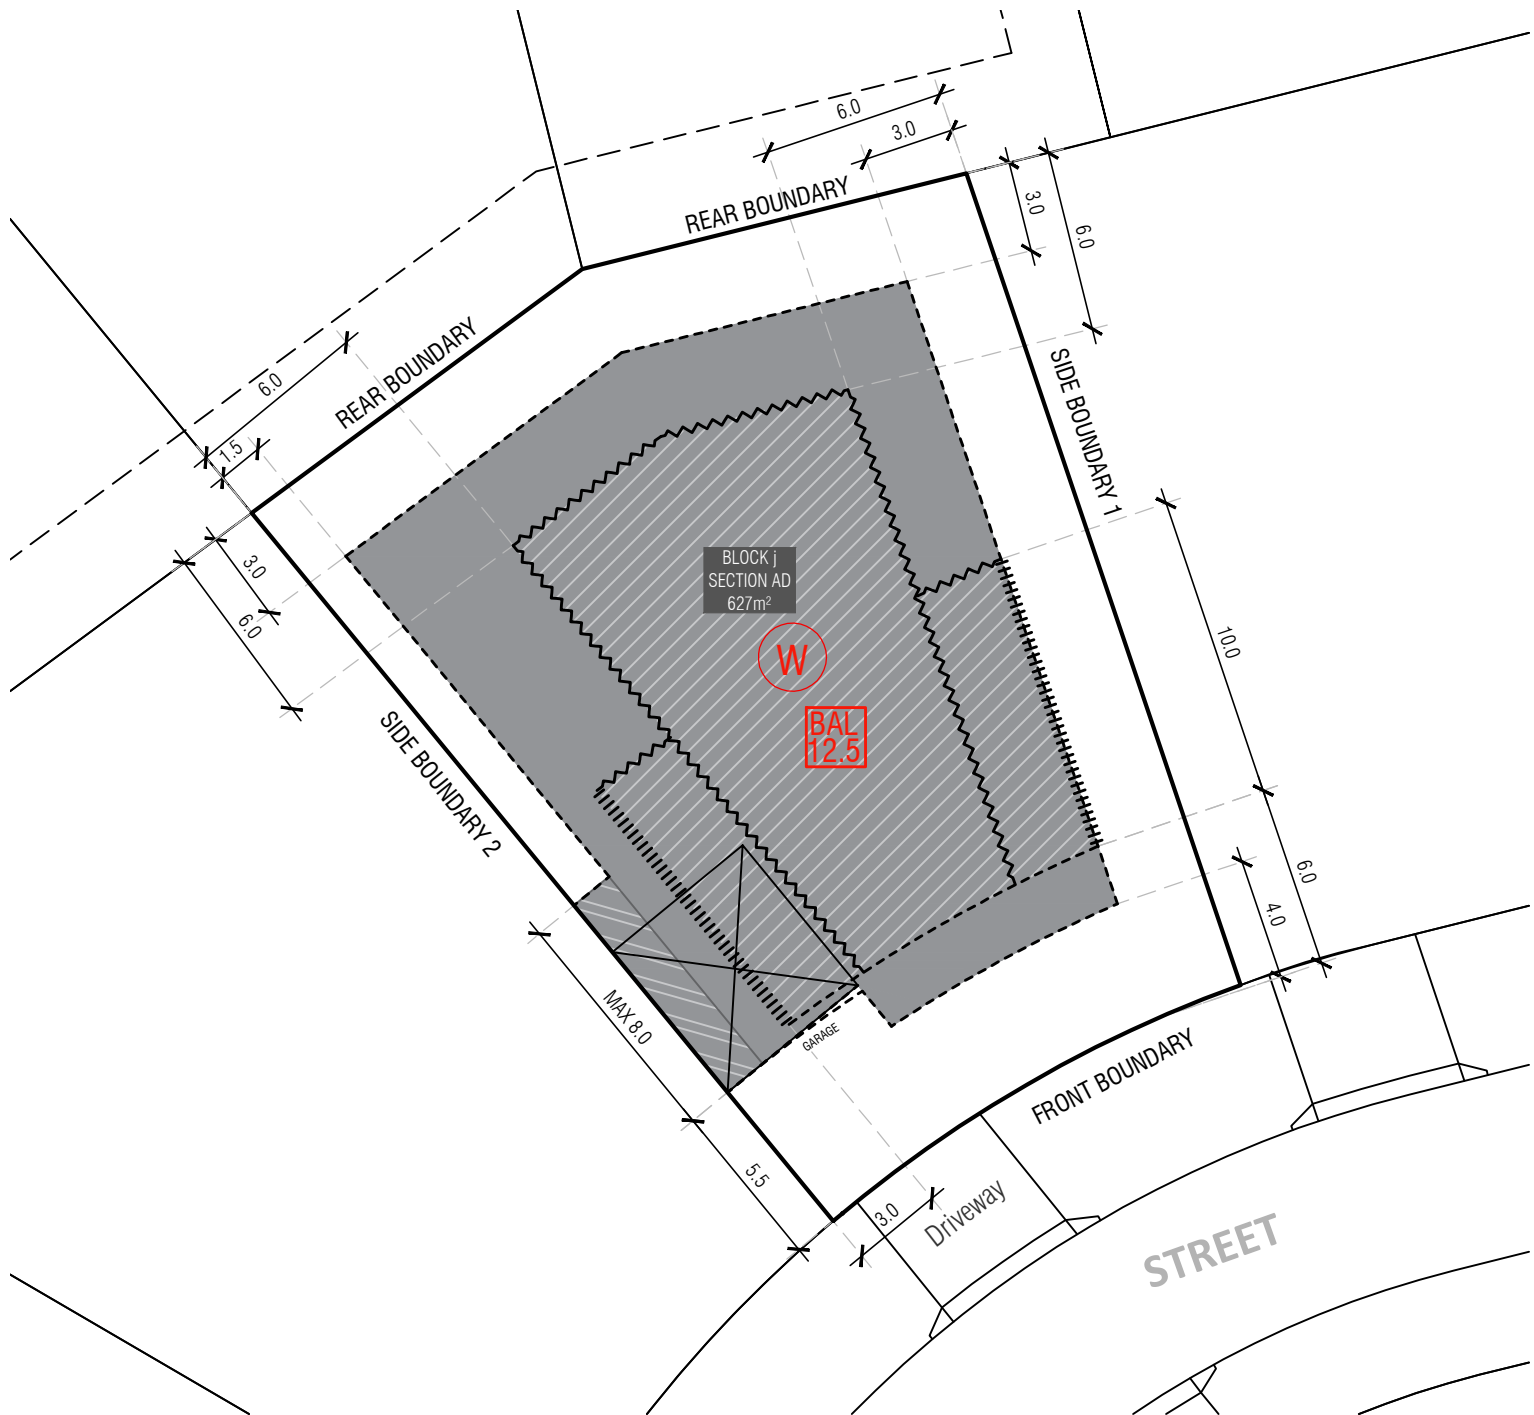 6.0
3.0
REAR BOUNDARY
3.0
6.0
REAR BOUNDARY
6.0
1.5
SIDE BOUNDARY 1
3.0
6.0
BLOCK j
SECTION AD
627m²
W
BAL
12.5
10.0
SIDE BOUNDARY 2
6.0
4.0
MAX 8.0
GARAGE
FRONT BOUNDARY
5.5
3.0
Driveway
STREET